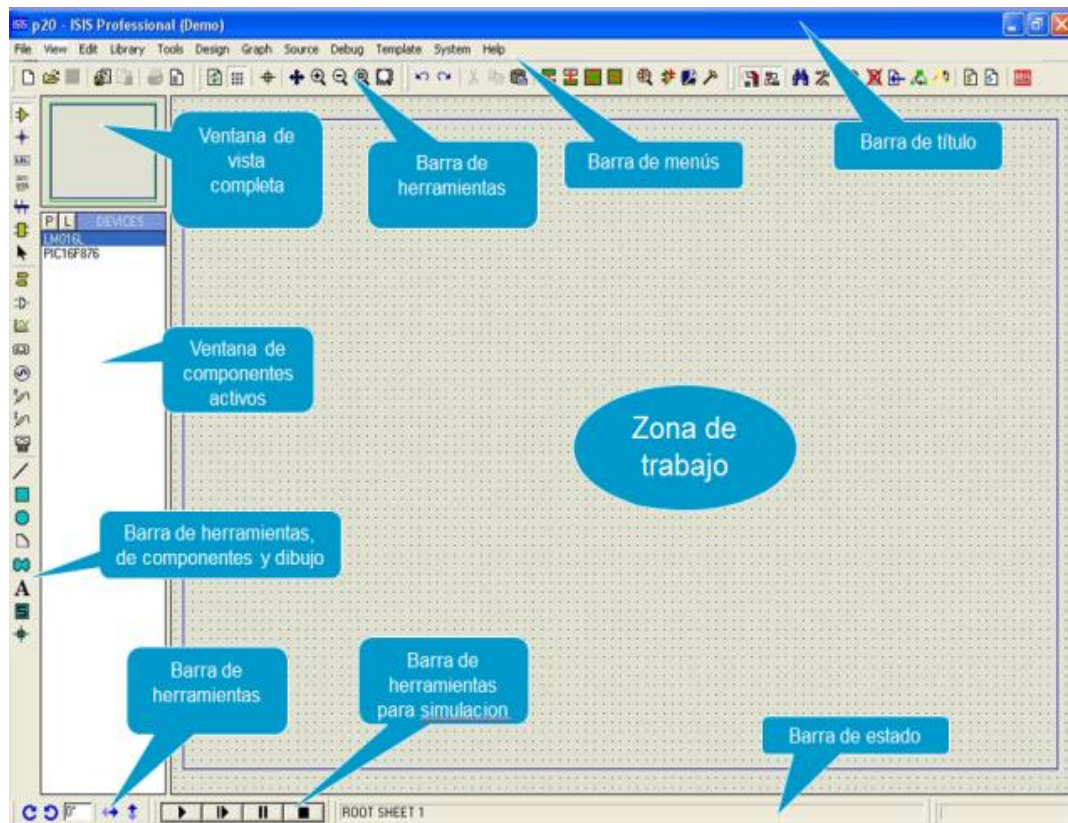 ISIS p20 - ISIS Professional (Demo)
File View Edit Library Tools Design Graph Source Debug Template System Help
Ventana de
vista
completa
Barra de
herramientas
Barra de menús
Barra de título
P L DEVICES
LM016L
PIC16F876
Ventana de
componentes
activos
Zona de
trabajo
Barra de herramientas,
de componentes y dibujo
A
S
Barra de
herramientas
Barra de
herramientas
para simulacion
Barra de estado
0°
ROOT SHEET 1